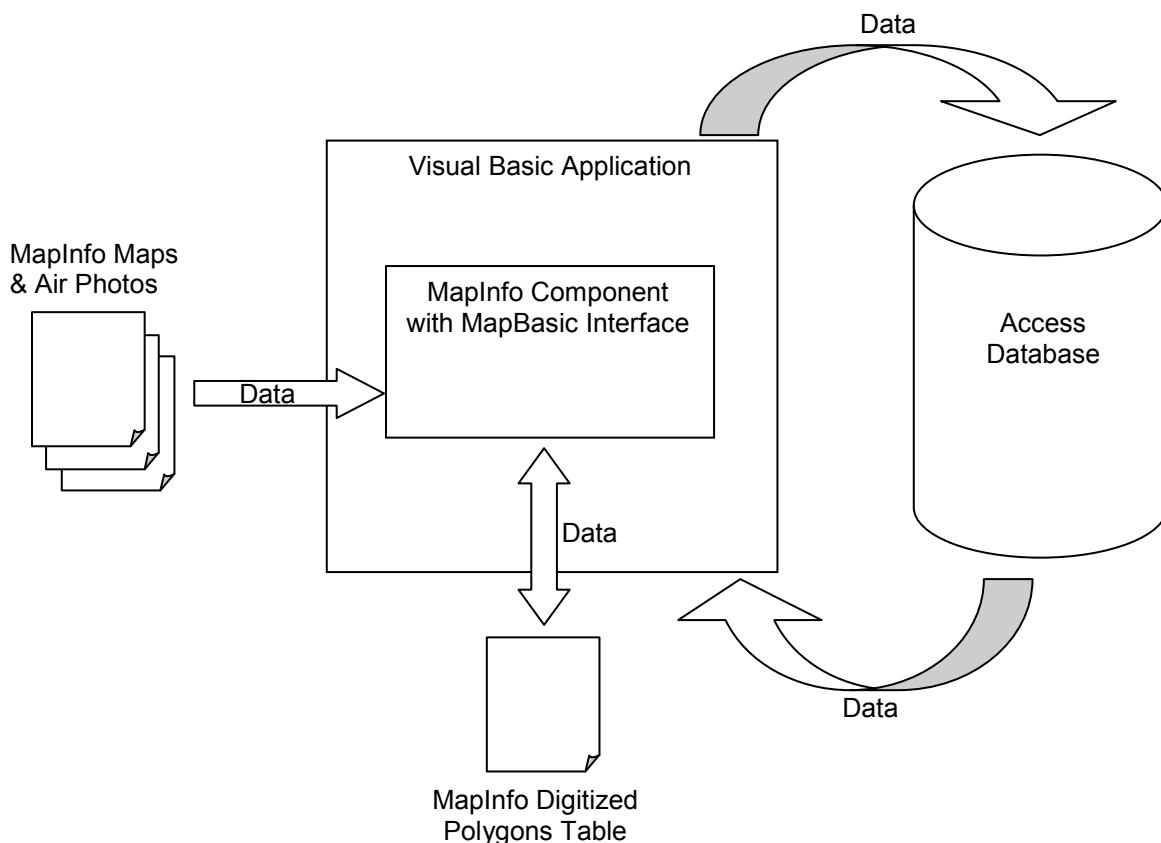 Data
Visual Basic Application
MapInfo Maps
& Air Photos
MapInfo Component
with MapBasic Interface
Access
Database
Data
Data
Data
MapInfo Digitized
Polygons Table